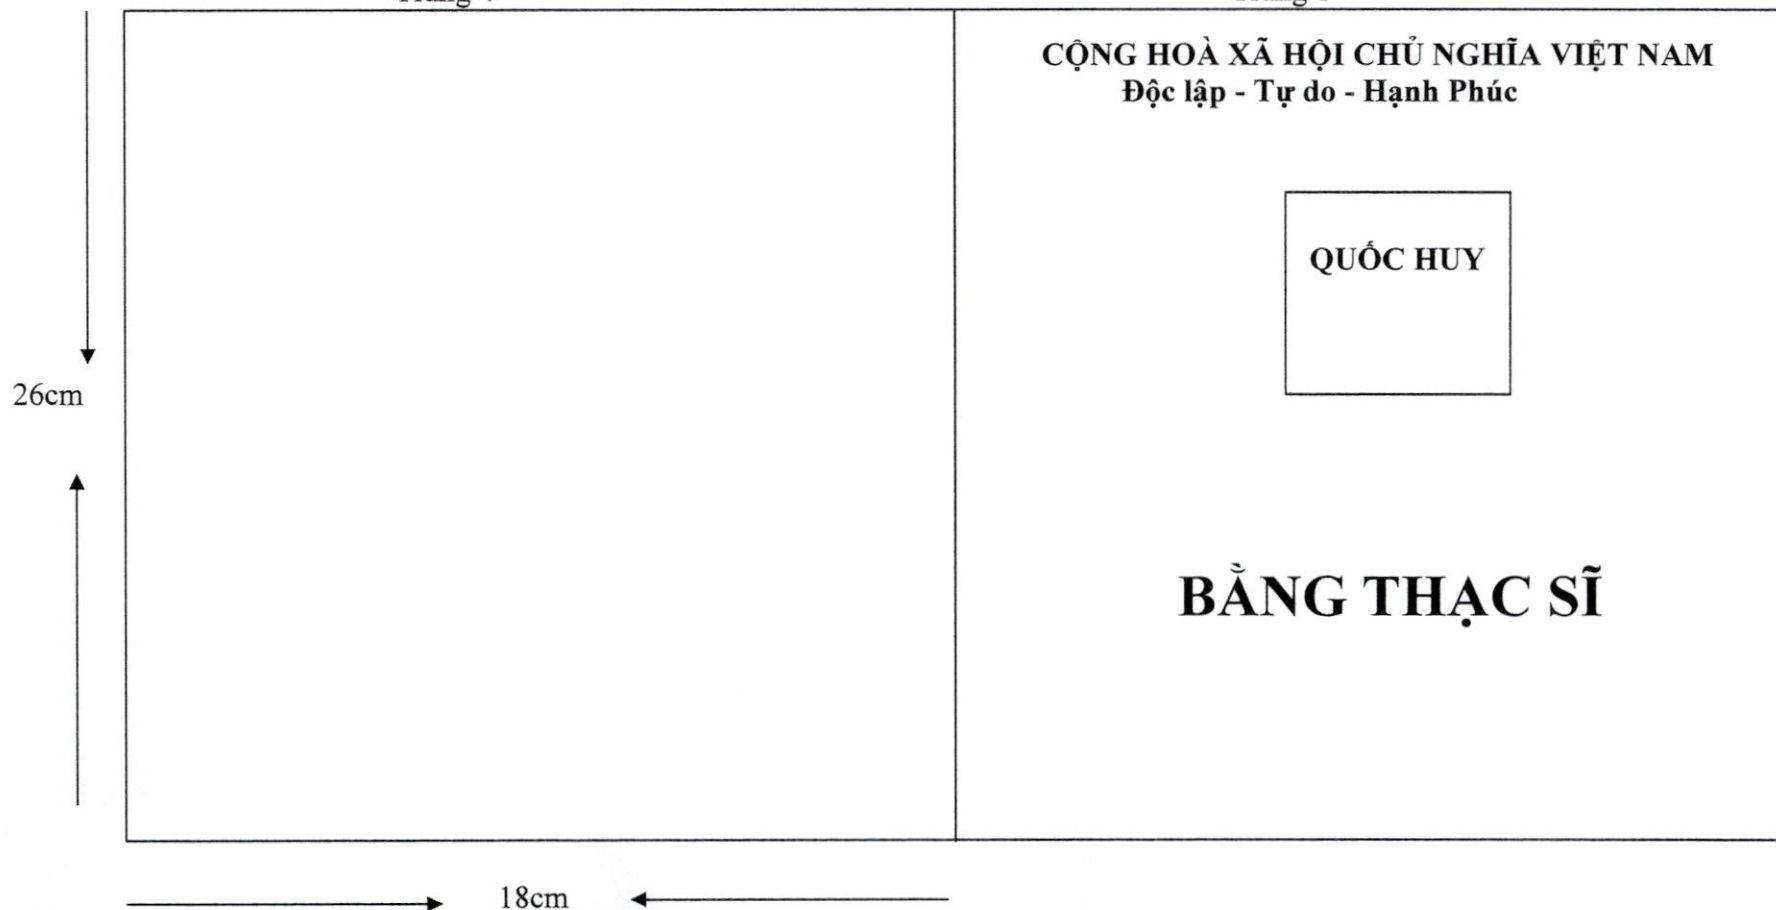 CỘNG HOÀ XÃ HỘI CHỦ NGHĨA VIỆT NAM
Độc lập - Tự do - Hạnh Phúc
QUỐC HUY
26cm
BẰNG THẠC SĨ
18cm